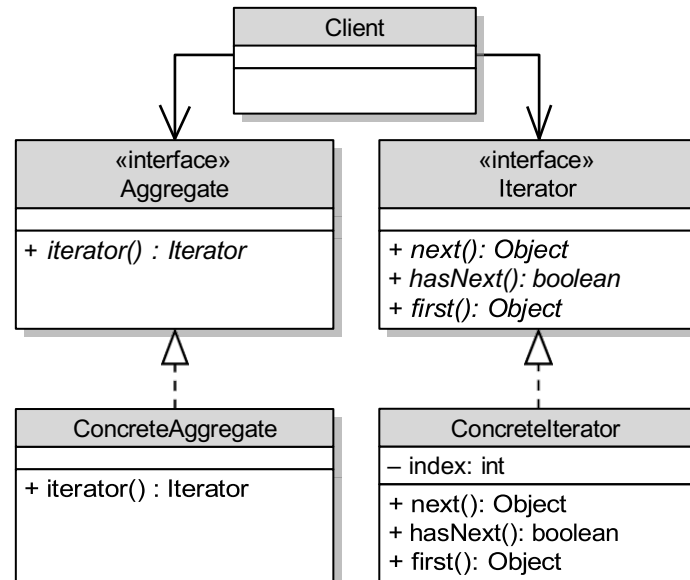 Client
«interface»
Aggregate
+ iterator() : Iterator
«interface»
Iterator
+ next(): Object
+ hasNext(): boolean
+ first(): Object
ConcreteAggregate
+ iterator() : Iterator
ConcreteIterator
– index: int
+ next(): Object
+ hasNext(): boolean
+ first(): Object